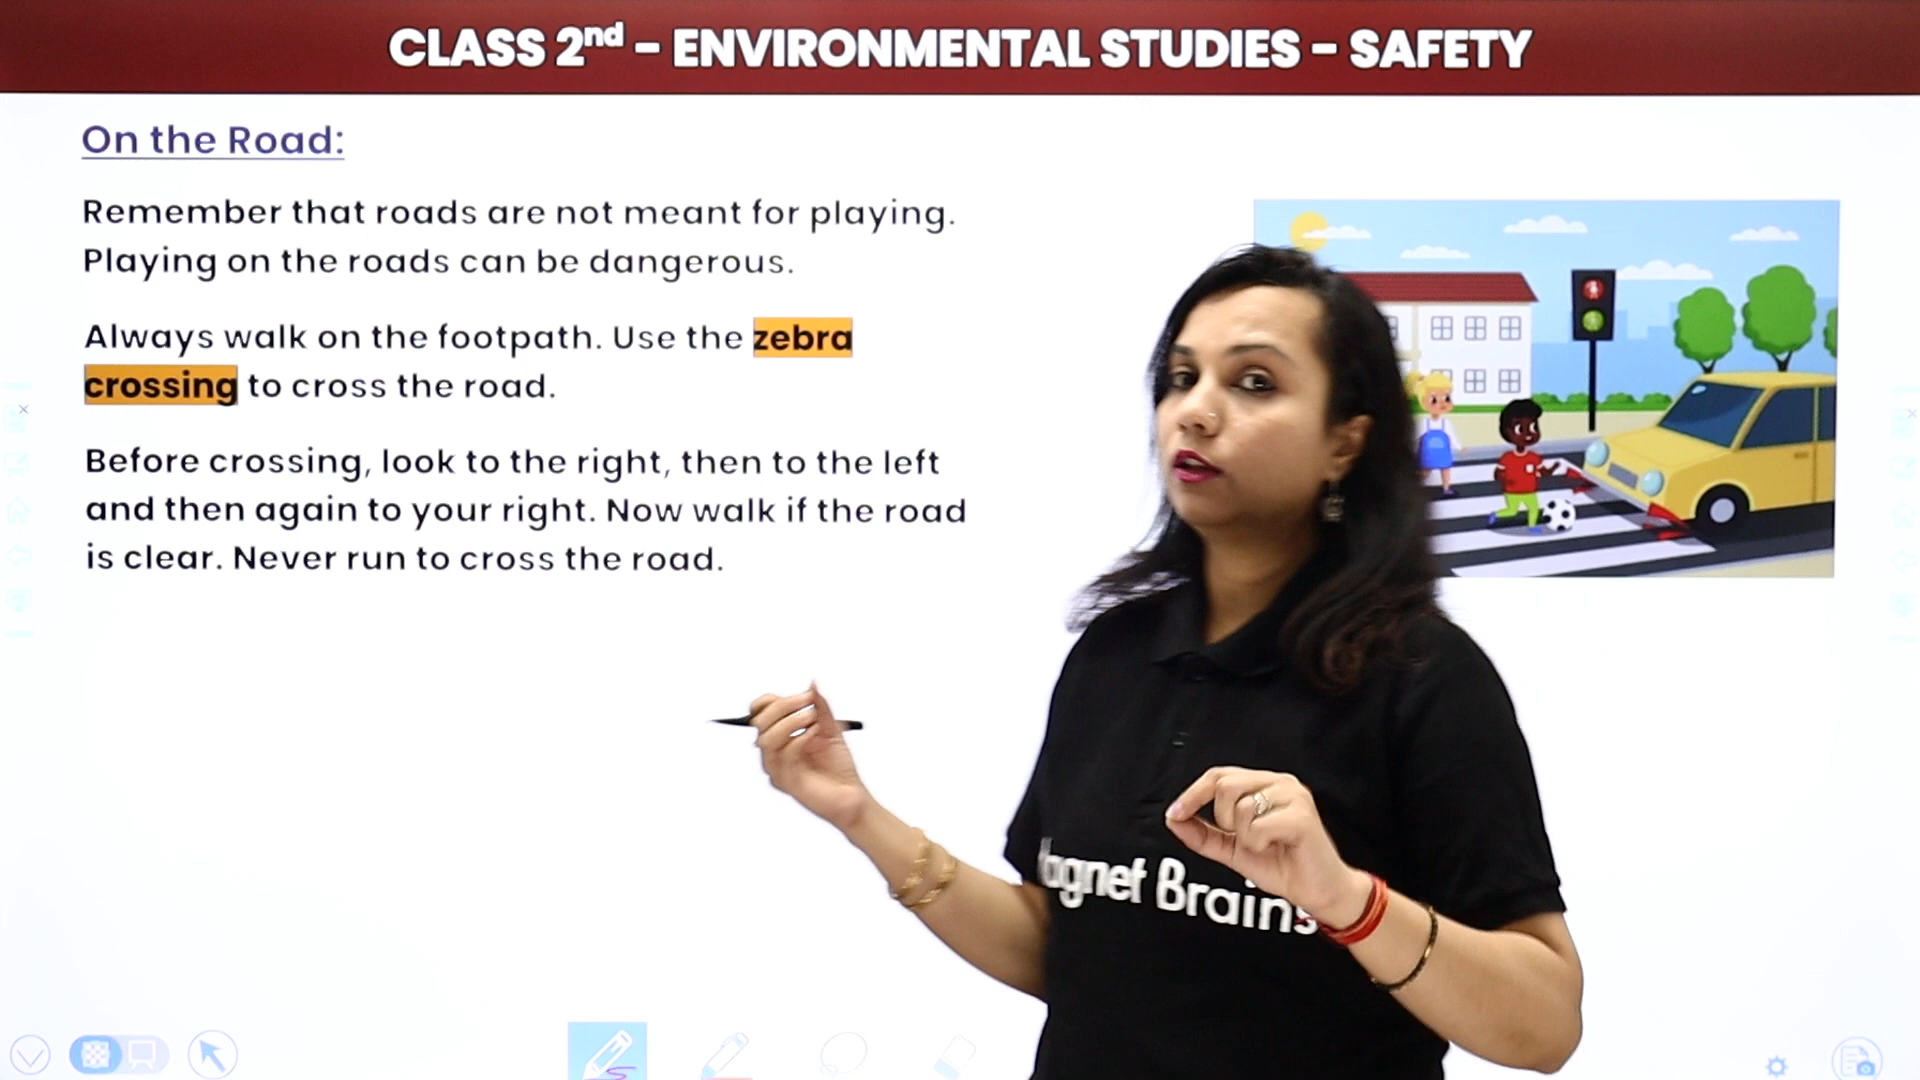 CLASS 2nd – ENVIRONMENTAL STUDIES – SAFETY
On the Road:
Remember that roads are not meant for playing.
Playing on the roads can be dangerous.
Always walk on the footpath. Use the zebra
crossing to cross the road.
Before crossing, look to the right, then to the left
and then again to your right. Now walk if the road
is clear. Never run to cross the road.
agnet Brains